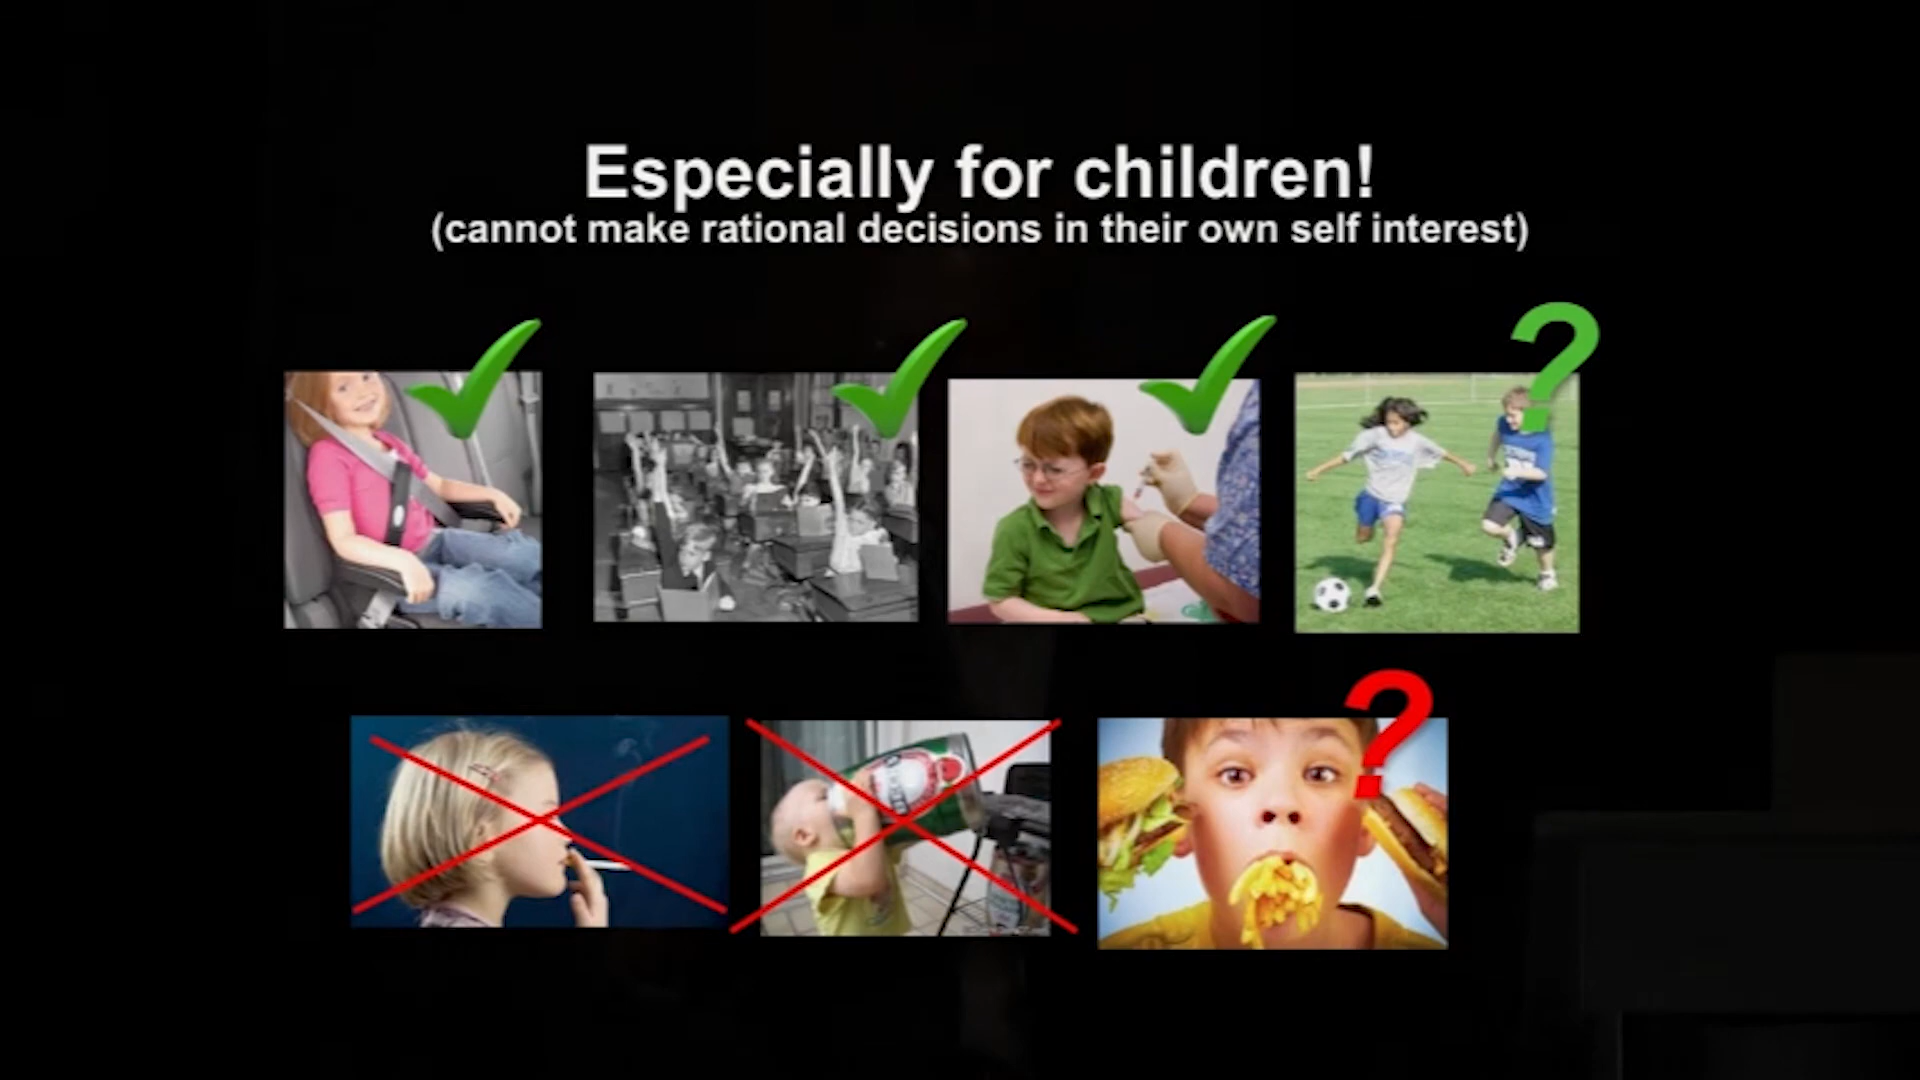 Especially for children!
(cannot make rational decisions in their own self interest)
?
?